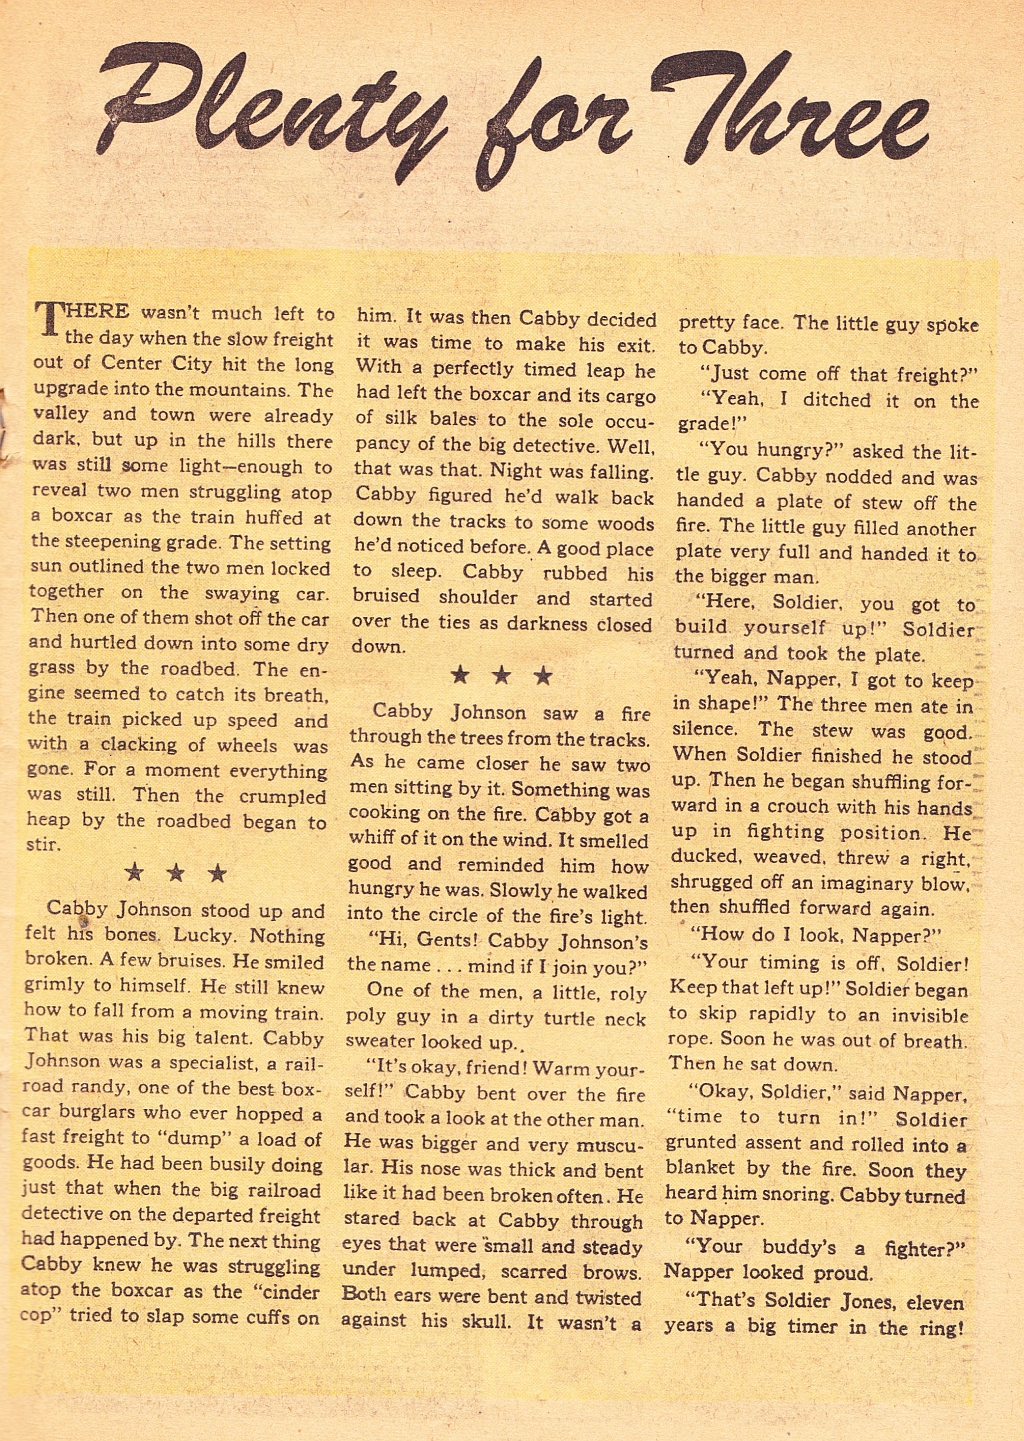 Plenty for Three
THERE wasn't much left to
the day when the slow freight
out of Center City hit the long
upgrade into the mountains. The
valley and town were already
dark, but up in the hills there
was still some light—enough to
reveal two men struggling atop
a boxcar as the train huffed at
the steepening grade. The setting
sun outlined the two men locked
together on the swaying car.
Then one of them shot off the car
and hurtled down into some dry
grass by the roadbed. The en-
gine seemed to catch its breath,
the train picked up speed and
with a clacking of wheels was
gone. For a moment everything
was still. Then the crumpled
heap by the roadbed began to
stir.
★ ★ ★
Cabby Johnson stood up and
felt his bones. Lucky. Nothing
broken. A few bruises. He smiled
grimly to himself. He still knew
how to fall from a moving train.
That was his big talent. Cabby
Johnson was a specialist, a rail-
road randy, one of the best box-
car burglars who ever hopped a
fast freight to "dump" a load of
goods. He had been busily doing
just that when the big railroad
detective on the departed freight
had happened by. The next thing
Cabby knew he was struggling
atop the boxcar as the "cinder
cop" tried to slap some cuffs on
him. It was then Cabby decided
it was time to make his exit.
With a perfectly timed leap he
had left the boxcar and its cargo
of silk bales to the sole occu-
pancy of the big detective. Well,
that was that. Night was falling.
Cabby figured he'd walk back
down the tracks to some woods
he'd noticed before. A good place
to sleep. Cabby rubbed his
bruised shoulder and started
over the ties as darkness closed
down.
★ ★ ★
Cabby Johnson saw a fire
through the trees from the tracks.
As he came closer he saw two
men sitting by it. Something was
cooking on the fire. Cabby got a
whiff of it on the wind. It smelled
good and reminded him how
hungry he was. Slowly he walked
into the circle of the fire's light.
"Hi, Gents! Cabby Johnson's
the name . . . mind if I join you?"
One of the men, a little, roly
poly guy in a dirty turtle neck
sweater looked up.
"It's okay, friend! Warm your-
self!" Cabby bent over the fire
and took a look at the other man.
He was bigger and very muscu-
lar. His nose was thick and bent
like it had been broken often. He
stared back at Cabby through
eyes that were small and steady
under lumped, scarred brows.
Both ears were bent and twisted
against his skull. It wasn't a
pretty face. The little guy spoke
to Cabby.
"Just come off that freight?"
"Yeah, I ditched it on the
grade!"
"You hungry?" asked the lit-
tle guy. Cabby nodded and was
handed a plate of stew off the
fire. The little guy filled another
plate very full and handed it to
the bigger man.
"Here, Soldier, you got to
build yourself up!" Soldier
turned and took the plate.
"Yeah, Napper, I got to keep
in shape!" The three men ate in
silence. The stew was good.
When Soldier finished he stood
up. Then he began shuffling for-
ward in a crouch with his hands
up in fighting position. He
ducked, weaved, threw a right,
shrugged off an imaginary blow,
then shuffled forward again.
"How do I look, Napper?"
"Your timing is off, Soldier!
Keep that left up!" Soldier began
to skip rapidly to an invisible
rope. Soon he was out of breath.
Then he sat down.
"Okay, Soldier," said Napper,
"time to turn in!" Soldier
grunted assent and rolled into a
blanket by the fire. Soon they
heard him snoring. Cabby turned
to Napper.
"Your buddy's a fighter?"
Napper looked proud.
"That's Soldier Jones, eleven
years a big timer in the ring!